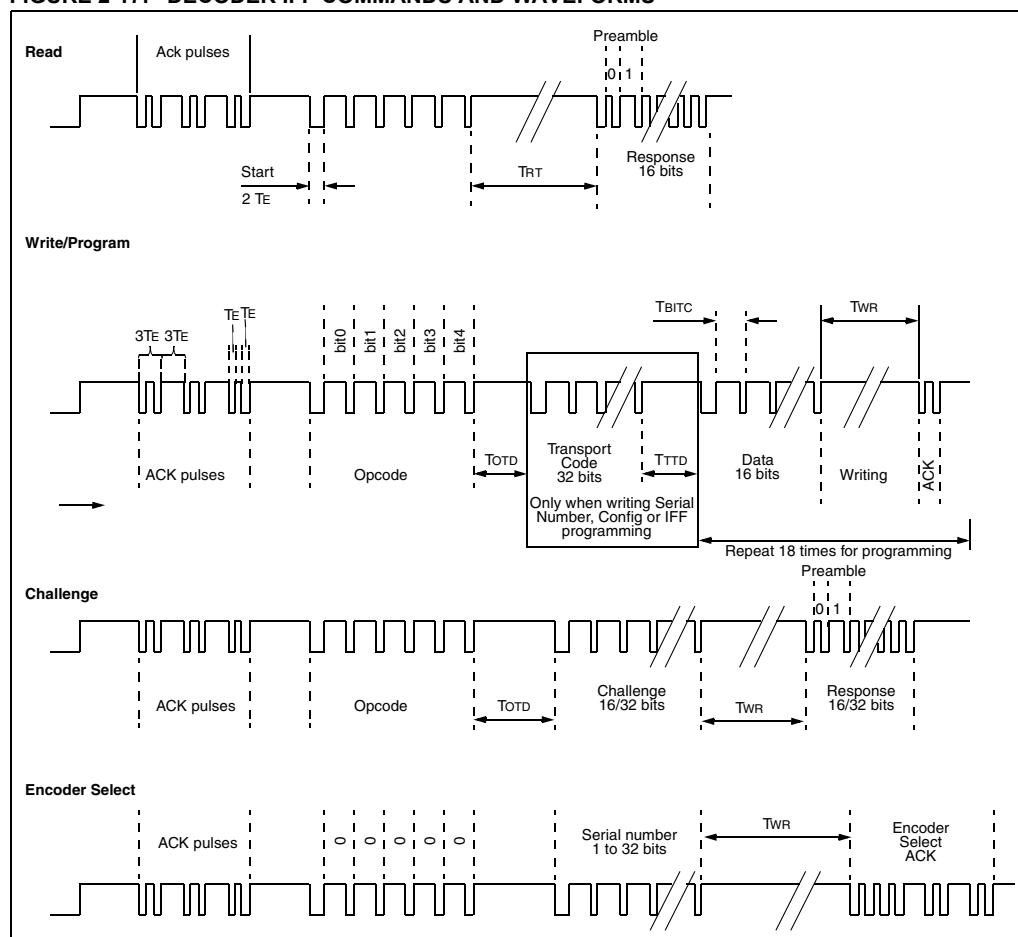 DECODER IFF COMMANDS AND WAVEFORMS
Preamble
Read
Ack pulses
0 1
Response
16 bits
Start
2 TE
TRT
Write/Program
TE TE
3TE 3TE
bit0 bit1 bit2 bit3 bit4
TBITC
TWR
ACK pulses
Opcode
TOTD
Transport
Code
32 bits
TTTD
Data
16 bits
Writing
ACK
Only when writing Serial
Number, Config or IFF
programming
Repeat 18 times for programming
Preamble
Challenge
0 1
ACK pulses
Opcode
TOTD
Challenge
16/32 bits
TWR
Response
16/32 bits
Encoder Select
ACK pulses
0 0 0 0 0
Serial number
1 to 32 bits
TWR
Encoder
Select
ACK